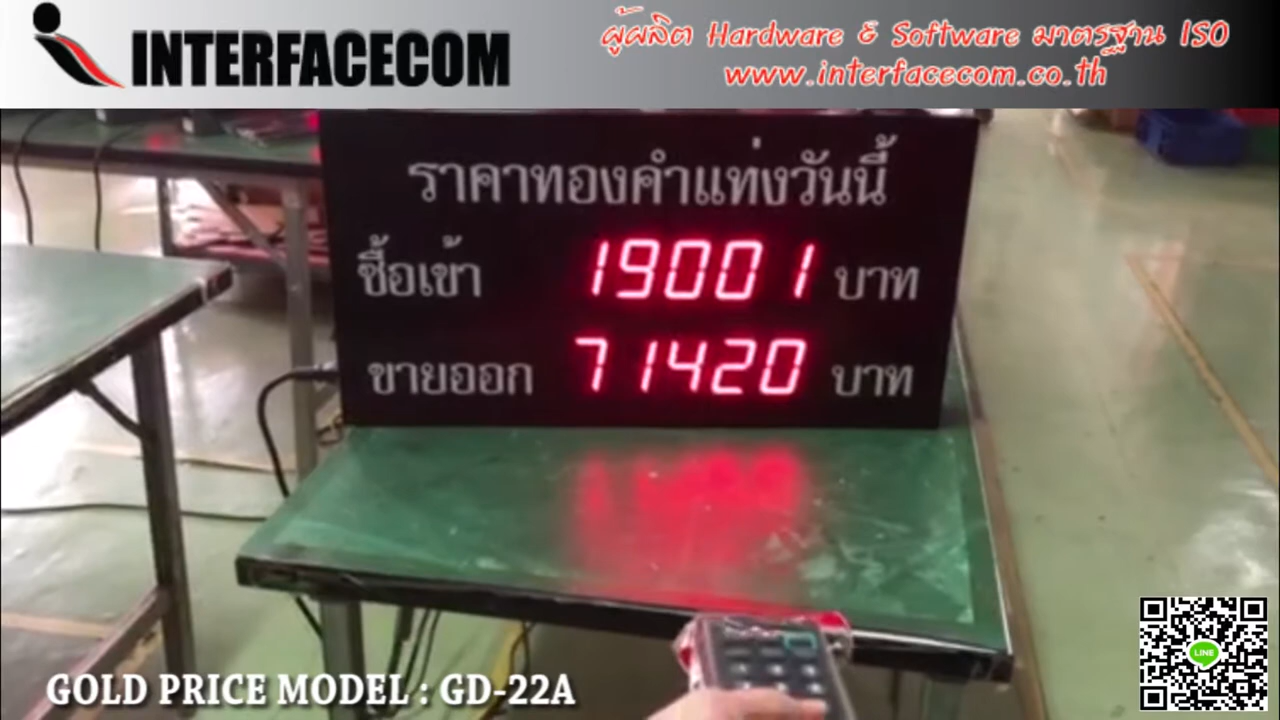 INTERFACECOM
ผู้ผลิต Hardware & Software มาตรฐาน ISO
www.interfacecom.co.th
ราคาทองคำแท่งวันนี้
ซื้อเข้า 19001 บาท
ขายออก 71420 บาท
GOLD PRICE MODEL : GD-22A
LINE